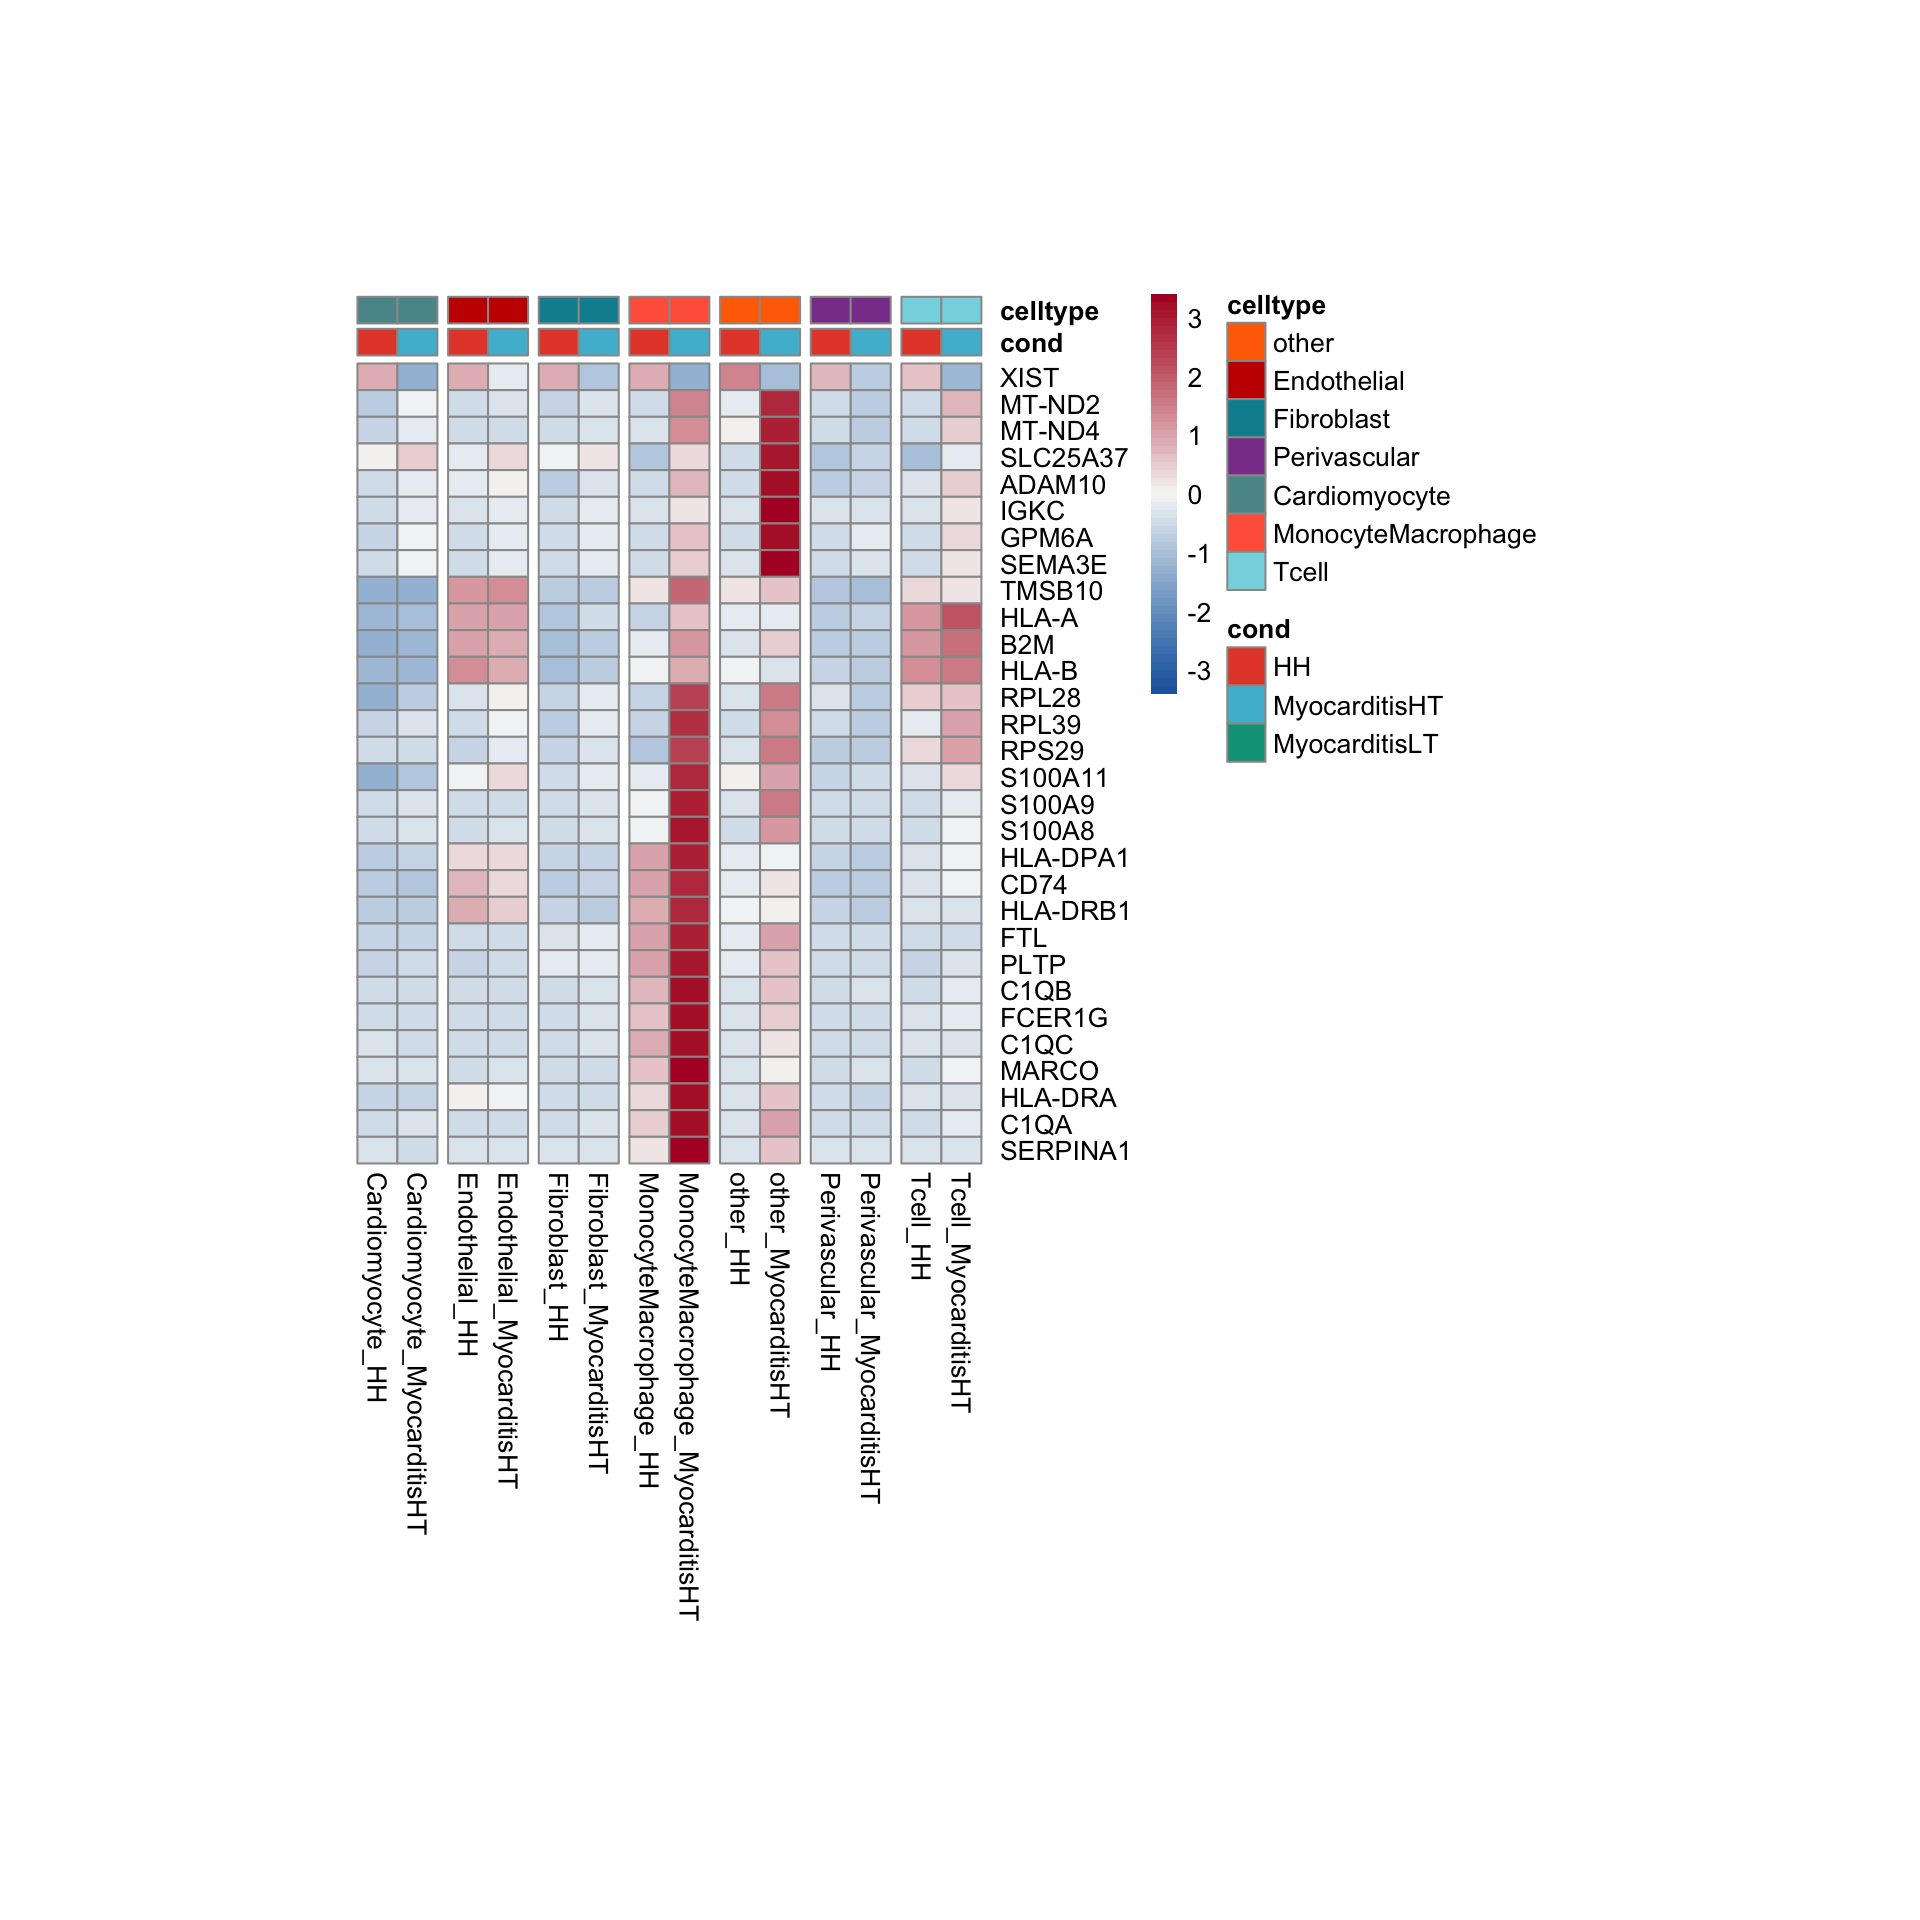 celltype
cond
XIST
MT-ND2
MT-ND4
SLC25A37
ADAM10
IGKC
GPM6A
SEMA3E
TMSB10
HLA-A
B2M
HLA-B
RPL28
RPL39
RPS29
S100A11
S100A9
S100A8
HLA-DPA1
CD74
HLA-DRB1
FTL
PLTP
C1QB
FCER1G
C1QC
MARCO
HLA-DRA
C1QA
SERPINA1
Cardiomyocyte_HH
Cardiomyocyte_MyocarditisHT
Endothelial_HH
Endothelial_MyocarditisHT
Fibroblast_HH
Fibroblast_MyocarditisHT
MonocyteMacrophage_HH
MonocyteMacrophage_MyocarditisHT
other_HH
other_MyocarditisHT
Perivascular_HH
Perivascular_MyocarditisHT
Tcell_HH
Tcell_MyocarditisHT
3
2
1
0
-1
-2
-3
celltype
other
Endothelial
Fibroblast
Perivascular
Cardiomyocyte
MonocyteMacrophage
Tcell
cond
HH
MyocarditisHT
MyocarditisLT